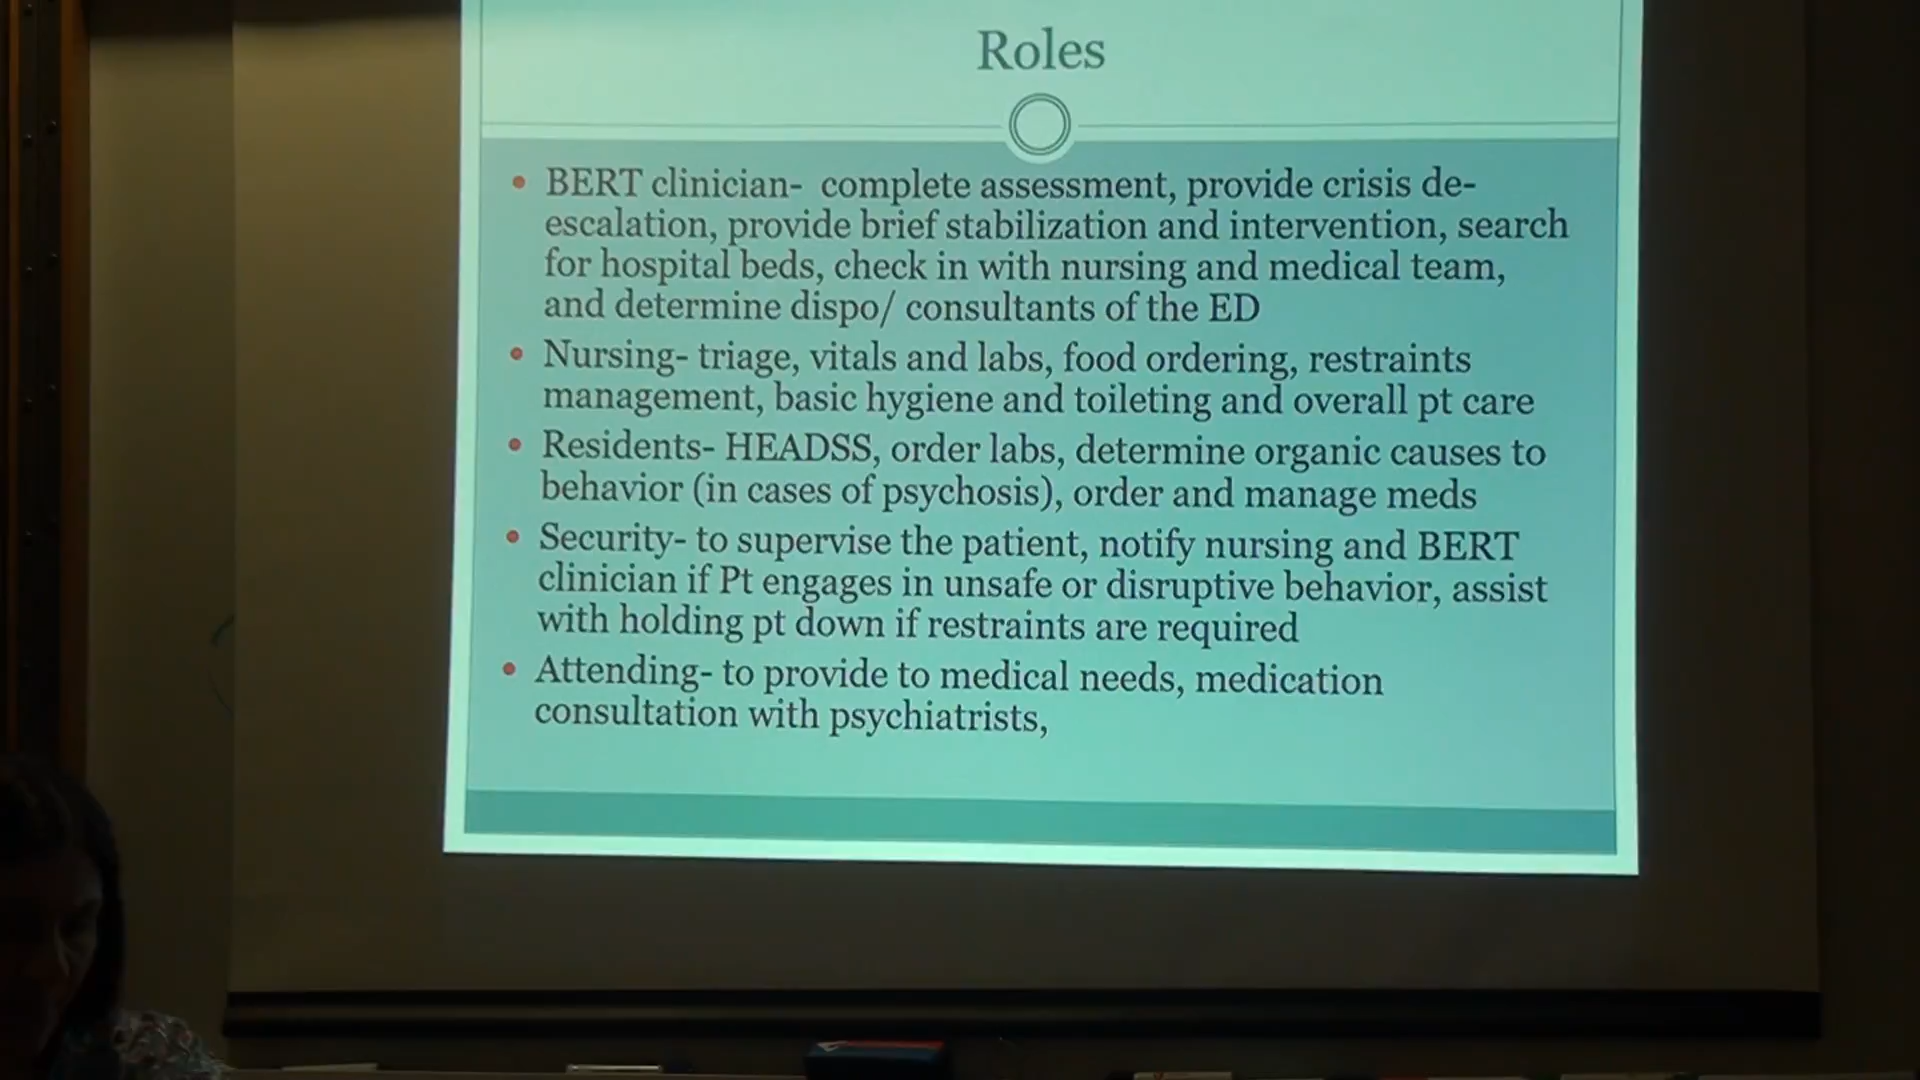 Roles
• BERT clinician- complete assessment, provide crisis de-
escalation, provide brief stabilization and intervention, search
for hospital beds, check in with nursing and medical team,
and determine dispo/ consultants of the ED
• Nursing- triage, vitals and labs, food ordering, restraints
management, basic hygiene and toileting and overall pt care
• Residents- HEADSS, order labs, determine organic causes to
behavior (in cases of psychosis), order and manage meds
• Security- to supervise the patient, notify nursing and BERT
clinician if Pt engages in unsafe or disruptive behavior, assist
with holding pt down if restraints are required
• Attending- to provide to medical needs, medication
consultation with psychiatrists,